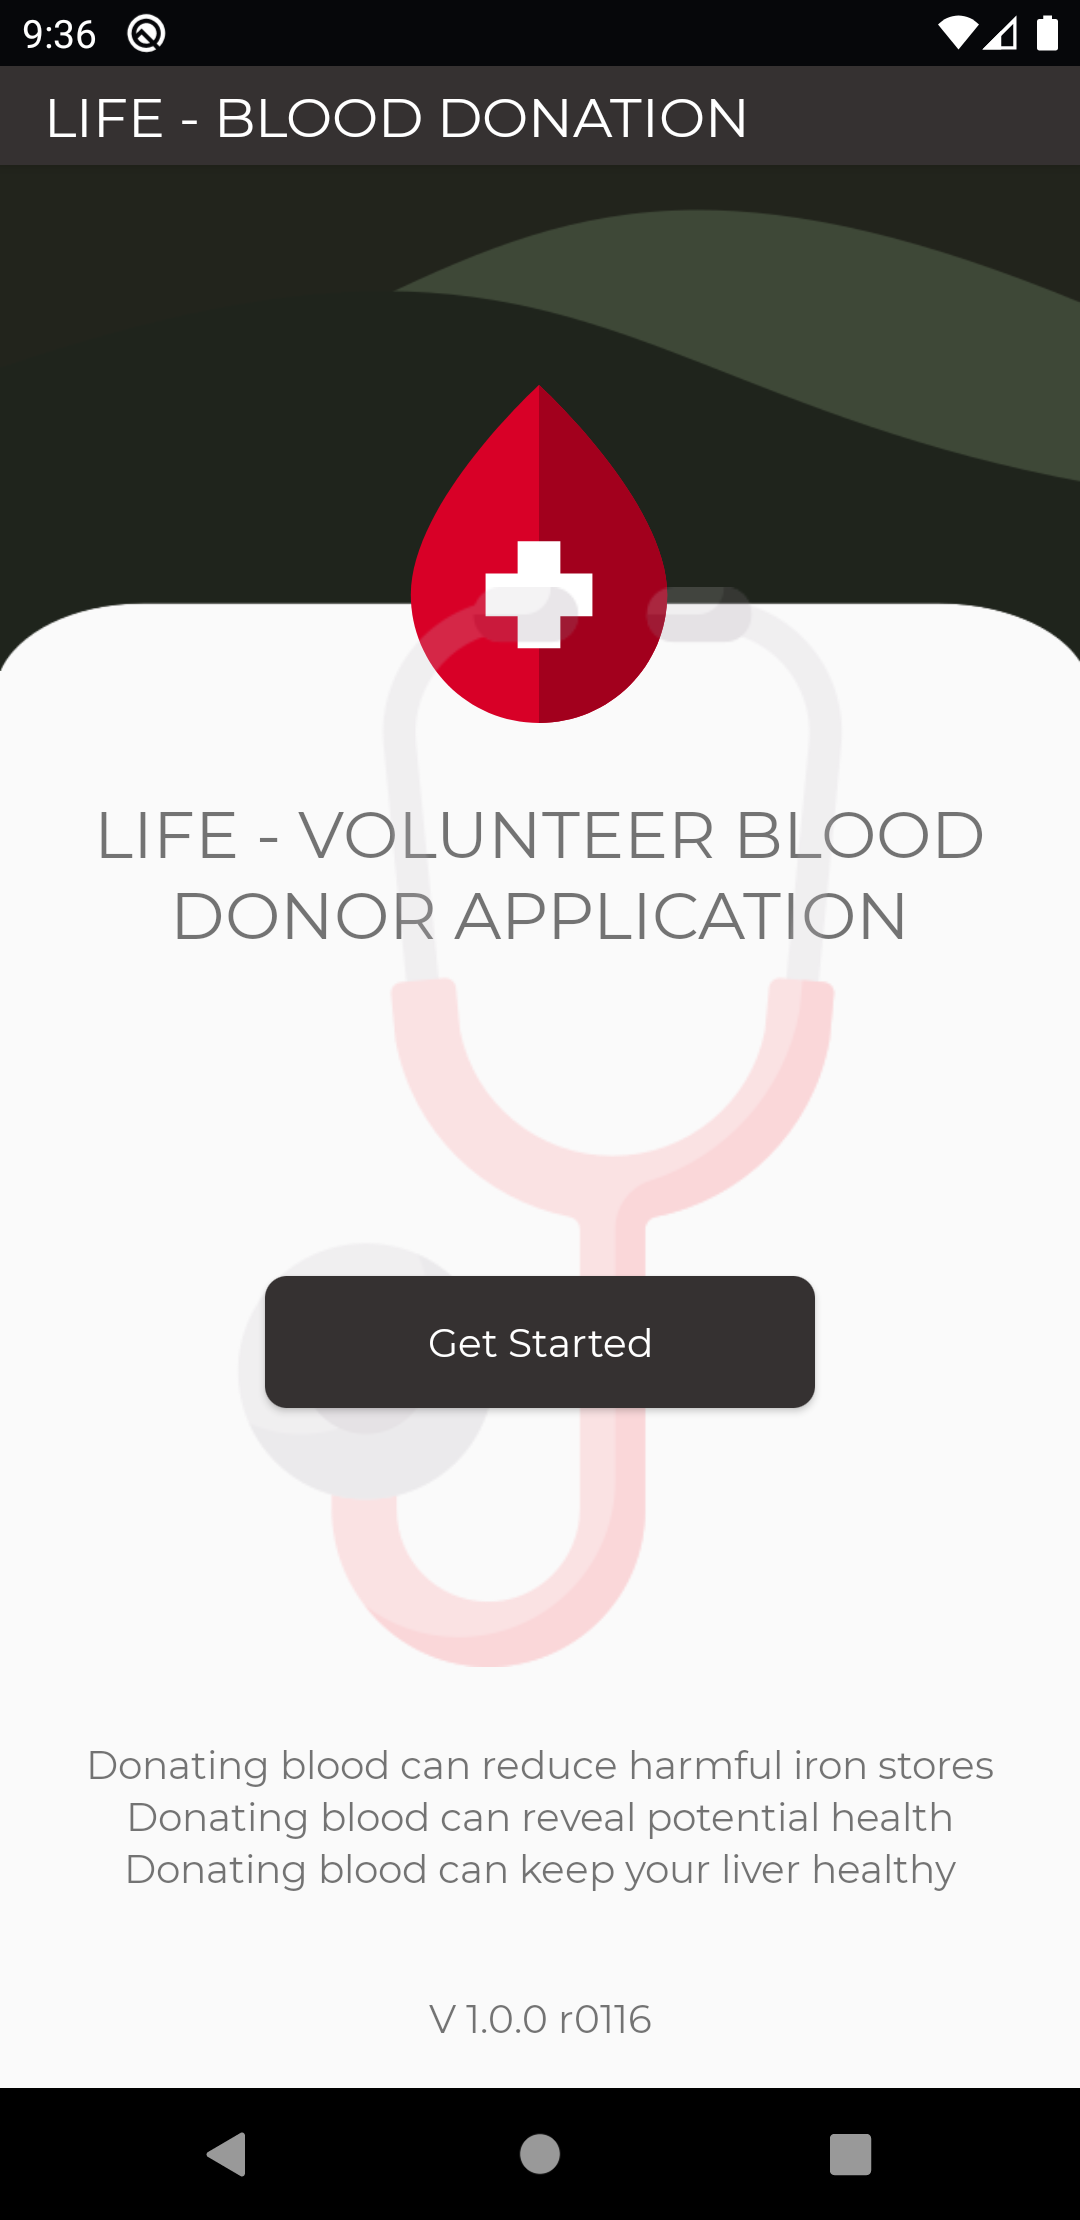 9:36
LIFE - BLOOD DONATION
LIFE - VOLUNTEER BLOOD
DONOR APPLICATION
Get Started
Donating blood can reduce harmful iron stores
Donating blood can reveal potential health
Donating blood can keep your liver healthy
V 1.0.0 r0116